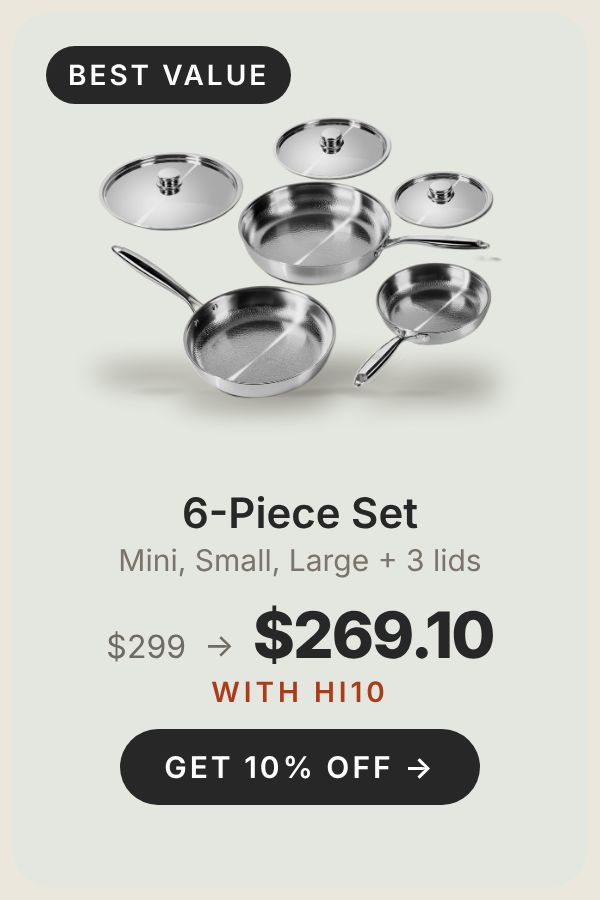 BEST VALUE
6-Piece Set
Mini, Small, Large + 3 lids
$299 → $269.10
WITH HI10
GET 10% OFF →